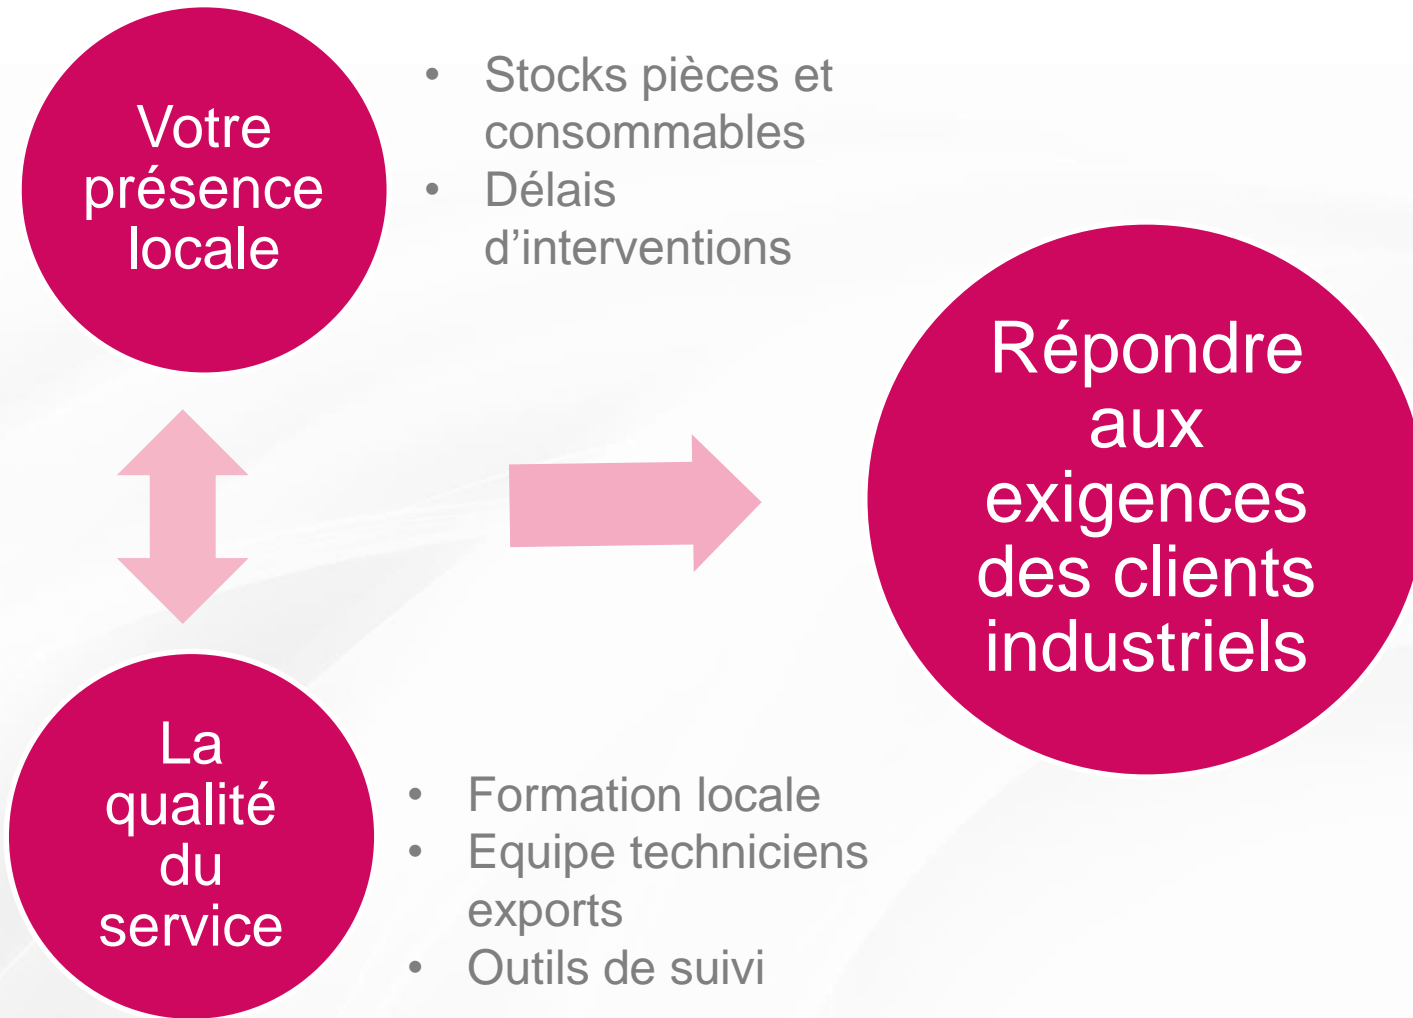 Votre
présence
locale
• Stocks pièces et
consommables
• Délais
d’interventions
Répondre
aux
exigences
des clients
industriels
La
qualité
du
service
• Formation locale
• Equipe techniciens
exports
• Outils de suivi